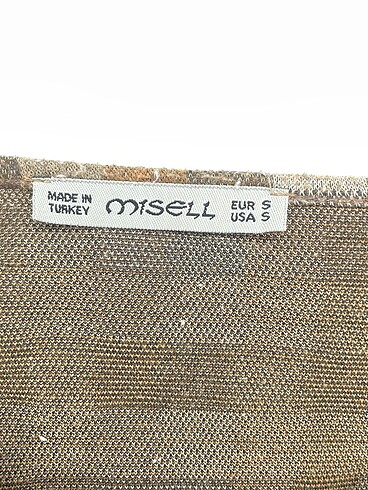 MADE IN
TURKEY
MISELL
EUR S
USA S